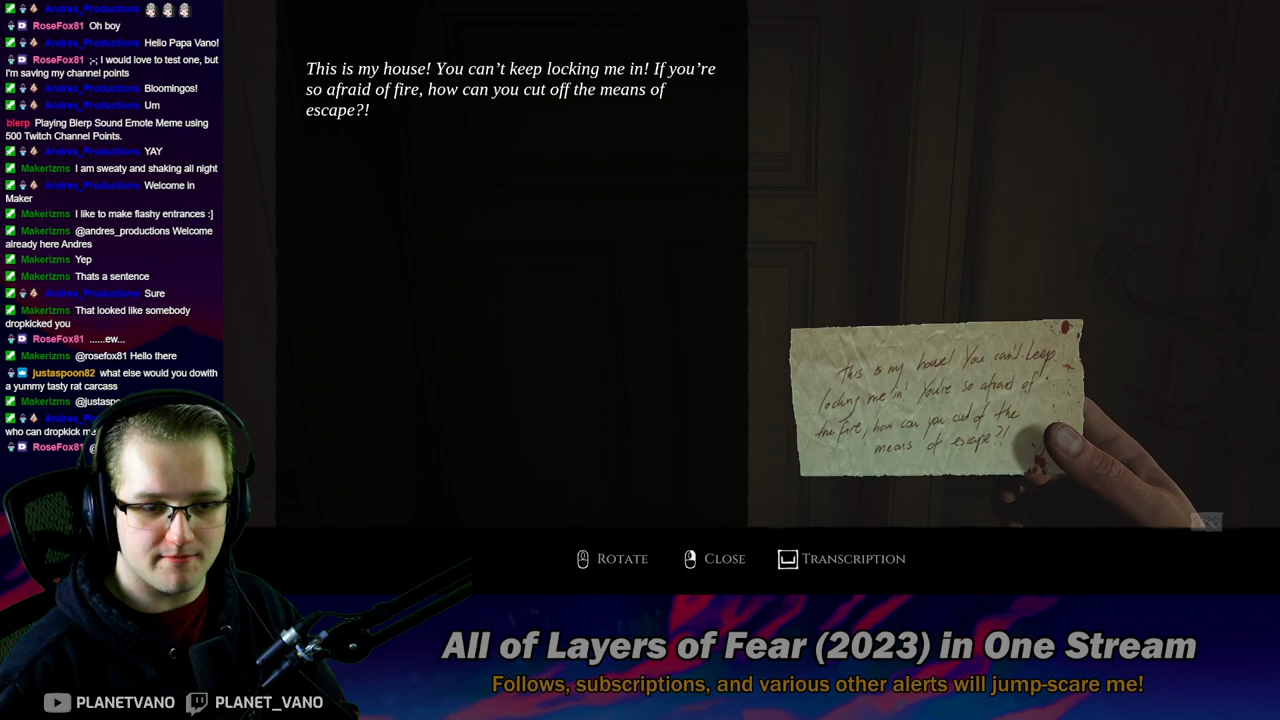 Andres_Productions
RoseFox81 Oh boy
Andres_Productions Hello Papa Vano!
RoseFox81 ;-; I would love to test one, but
I'm saving my channel points
Andres_Productions Bloomingos!
Andres_Productions Um
blerp Playing Blerp Sound Emote Meme using
500 Twitch Channel Points.
Andres_Productions YAY
Makerizms I am sweaty and shaking all night
Andres_Productions Welcome in
Maker
Makerizms I like to make flashy entrances :]
Makerizms @andres_productions Welcome
already here Andres
Makerizms Yep
Makerizms Thats a sentence
Andres_Productions Sure
Makerizms That looked like somebody
dropkicked you
RoseFox81 ......ew...
Makerizms @rosefox81 Hello there
justaspoon82 what else would you dowith
a yummy tasty rat carcass
Makerizms
who can dropkick
RoseFox81
This is my house! You can't keep locking me in! If you're
so afraid of fire, how can you cut off the means of
escape?!
This is my house! You can't keep
locking me in! You're so afraid of
the fire, how can you cut of the
means of escape?!
ROTATE CLOSE TRANSCRIPTION
All of Layers of Fear (2023) in One Stream
Follows, subscriptions, and various other alerts will jump-scare me!
PLANETVANO PLANET_VANO